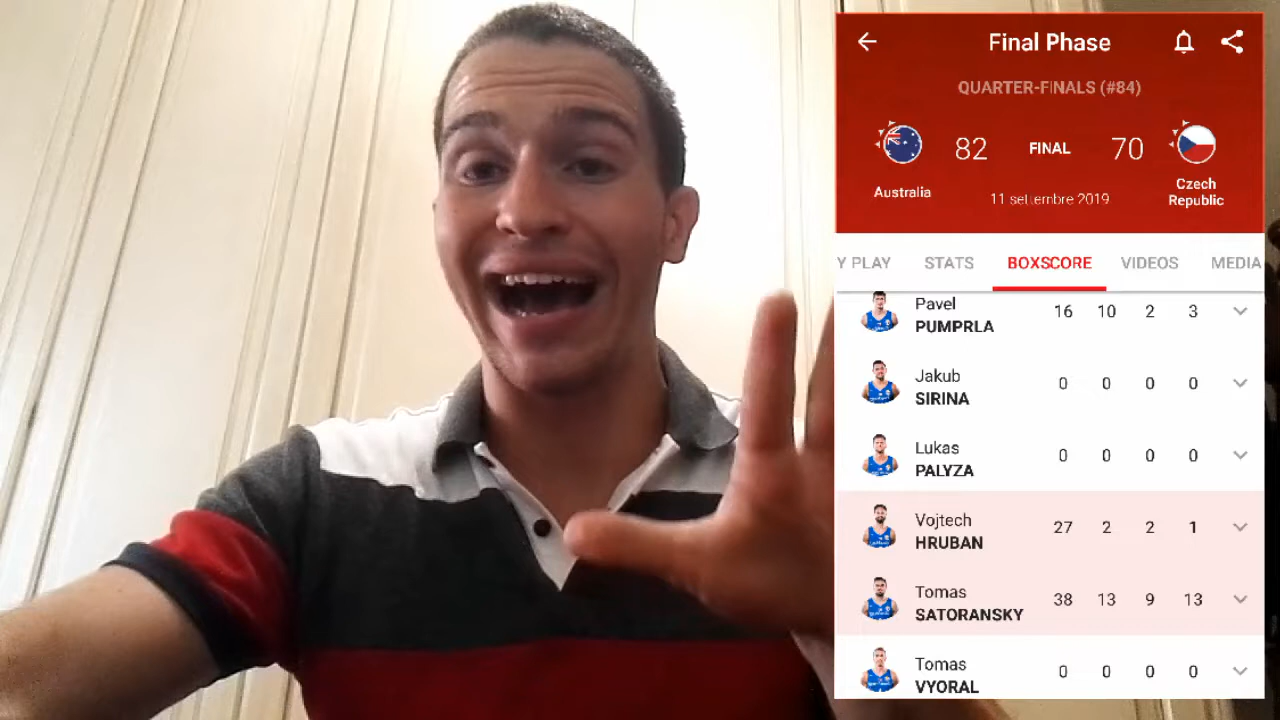 Final Phase
QUARTER-FINALS (#84)
82 FINAL 70
Australia
Czech
Republic
11 settembre 2019
Y PLAY STATS BOXSCORE VIDEOS MEDIA
Pavel
PUMPRLA 16 10 2 3
Jakub
SIRINA 0 0 0 0
Lukas
PALYZA 0 0 0 0
Vojtech
HRUBAN 27 2 2 1
Tomas
SATORANSKY 38 13 9 13
Tomas
VYORAL 0 0 0 0